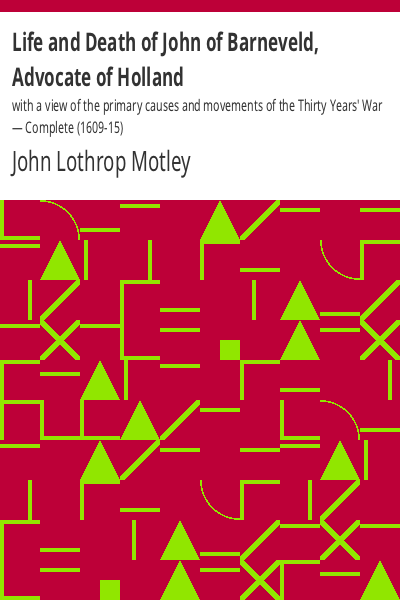 Life and Death of John of Barneveld,
Advocate of Holland
with a view of the primary causes and movements of the Thirty Years' War
— Complete (1609-15)
John Lothrop Motley